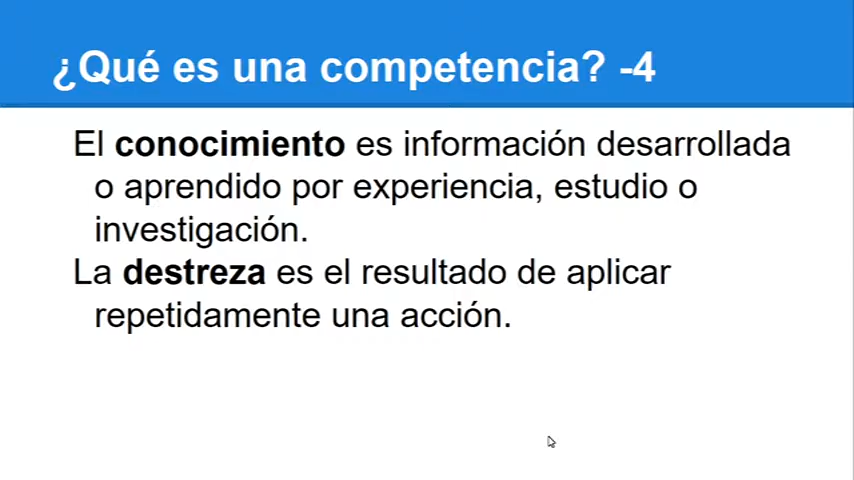 ¿Qué es una competencia? -4
El conocimiento es información desarrollada
o aprendido por experiencia, estudio o
investigación.
La destreza es el resultado de aplicar
repetidamente una acción.